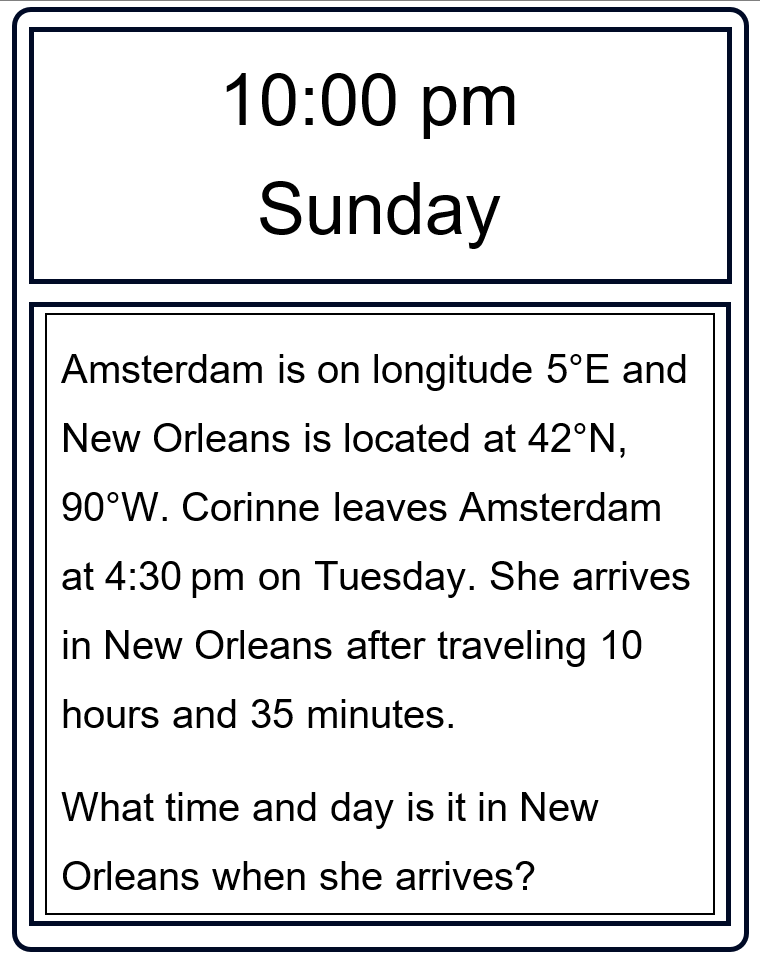 10:00 pm
Sunday
Amsterdam is on longitude 5°E and
New Orleans is located at 42°N,
90°W. Corinne leaves Amsterdam
at 4:30 pm on Tuesday. She arrives
in New Orleans after traveling 10
hours and 35 minutes.
What time and day is it in New
Orleans when she arrives?